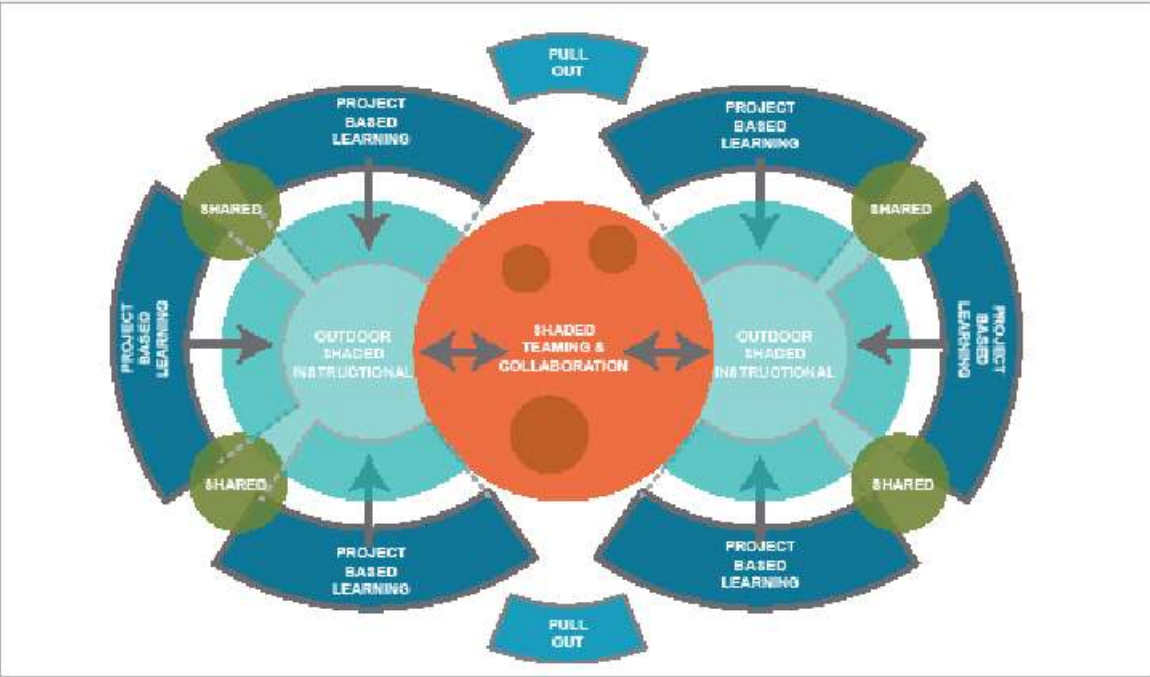 PULL
OUT
PROJECT
BASED
LEARNING
PROJECT
BASED
LEARNING
SHARED
SHARED
PROJECT
BASED
LEARNING
OUTDOOR
SHADED
INSTRUCTIONAL
SHADED
TEAMING &
COLLABORATION
OUTDOOR
SHADED
INSTRUCTIONAL
PROJECT
BASED
LEARNING
SHARED
SHARED
PROJECT
BASED
LEARNING
PROJECT
BASED
LEARNING
PULL
OUT